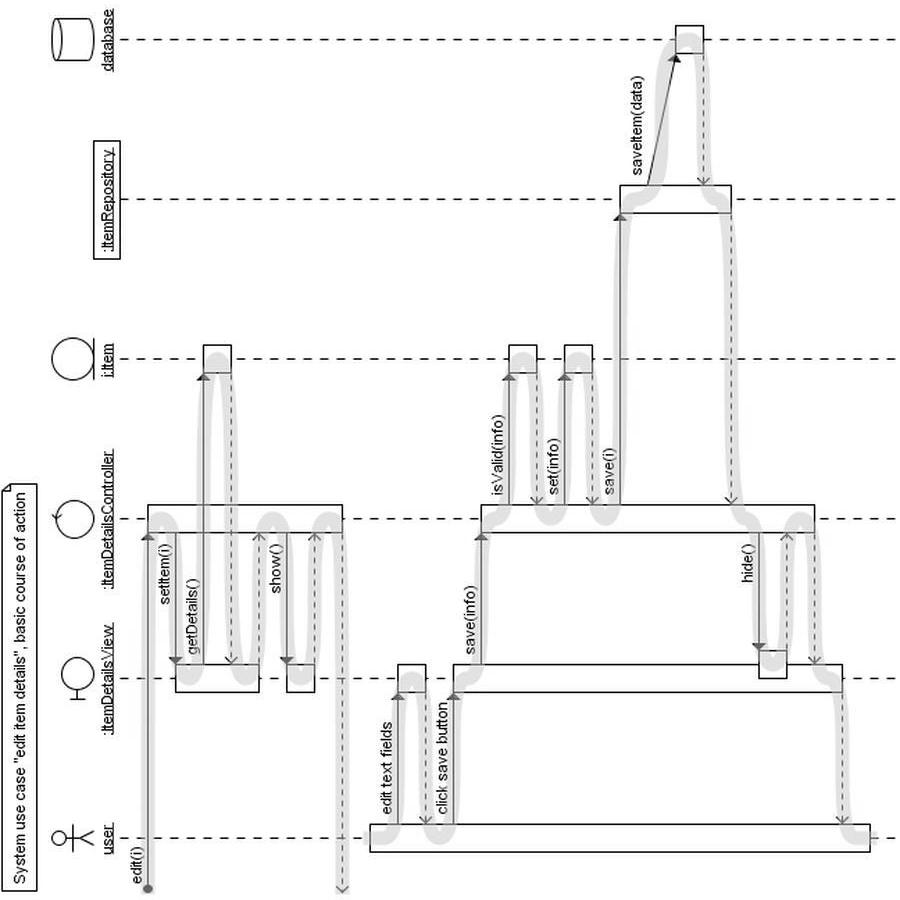 System use case "edit item details", basic course of action
user
:ItemDetailsView
:ItemDetailsController
i:Item
:ItemRepository
database
edit(i)
setItem(i)
getDetails()
show()
edit text fields
click save button
save(info)
isValid(info)
set(info)
save(i)
saveItem(data)
hide()